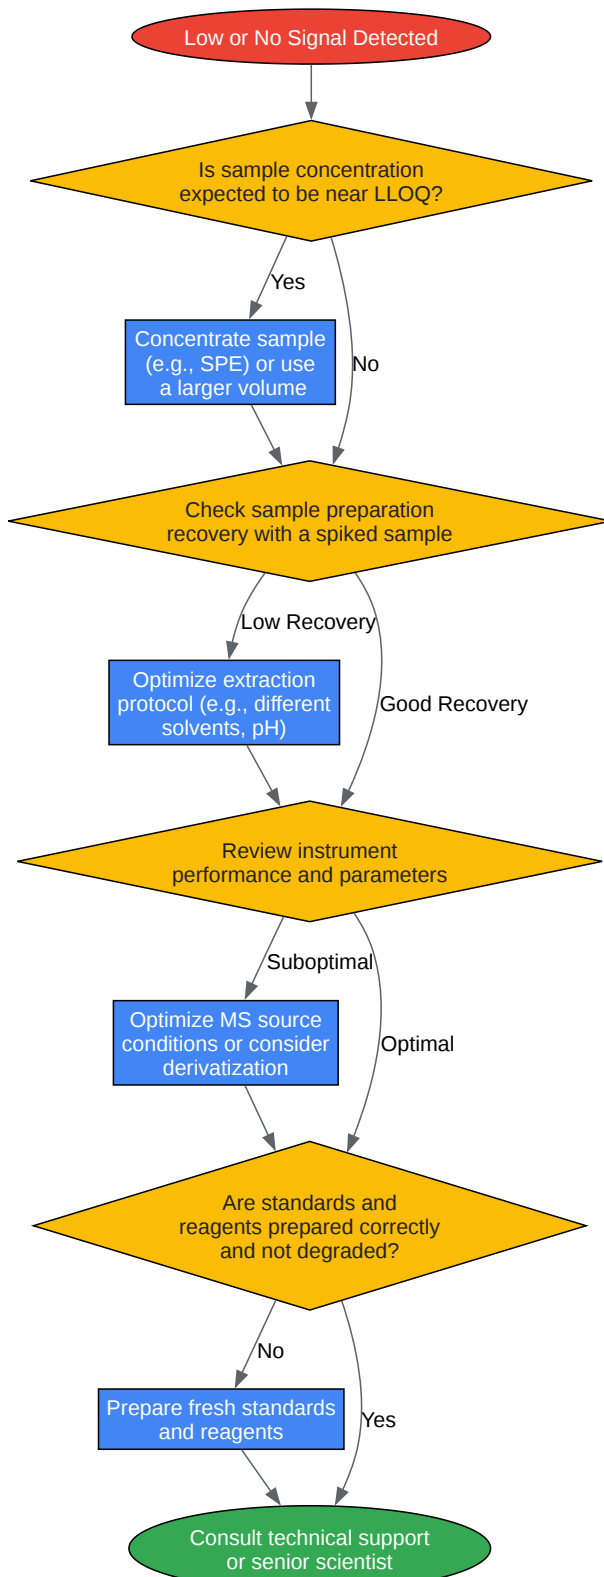 Low or No Signal Detected
Is sample concentration
expected to be near LLOQ?
Yes
Concentrate sample
(e.g., SPE) or use
a larger volume
No
Check sample preparation
recovery with a spiked sample
Low Recovery
Optimize extraction
protocol (e.g., different
solvents, pH)
Good Recovery
Review instrument
performance and parameters
Suboptimal
Optimize MS source
conditions or consider
derivatization
Optimal
Are standards and
reagents prepared correctly
and not degraded?
No
Prepare fresh standards
and reagents
Yes
Consult technical support
or senior scientist